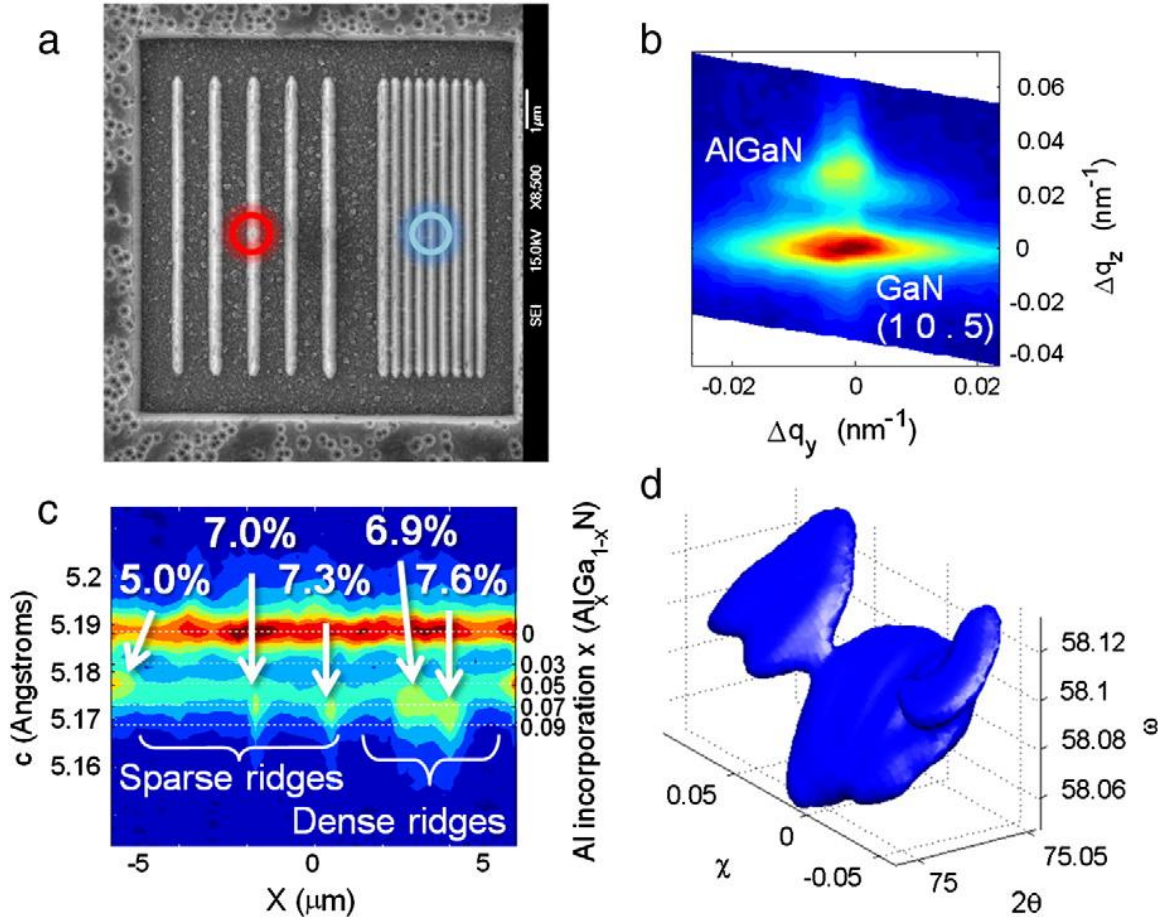 a
SEI 15.0kV X8,500 1μm
b
AlGaN
GaN
(1 0 . 5)
0.06
0.04
0.02
0
-0.02
-0.04
Δq_z (nm⁻¹)
-0.02 0 0.02
Δq_y (nm⁻¹)
c
7.0% 6.9%
5.0% 7.3% 7.6%
5.2
5.19
5.18
5.17
5.16
c (Angstroms)
0
0.03
0.05
0.07
0.09
Al incorporation x (Al_xGa_{1-x}N)
Sparse ridges
Dense ridges
-5 0 5
X (μm)
d
58.12
58.1
58.08
58.06
ω
0.05
0
-0.05
χ
75
75.05
2θ